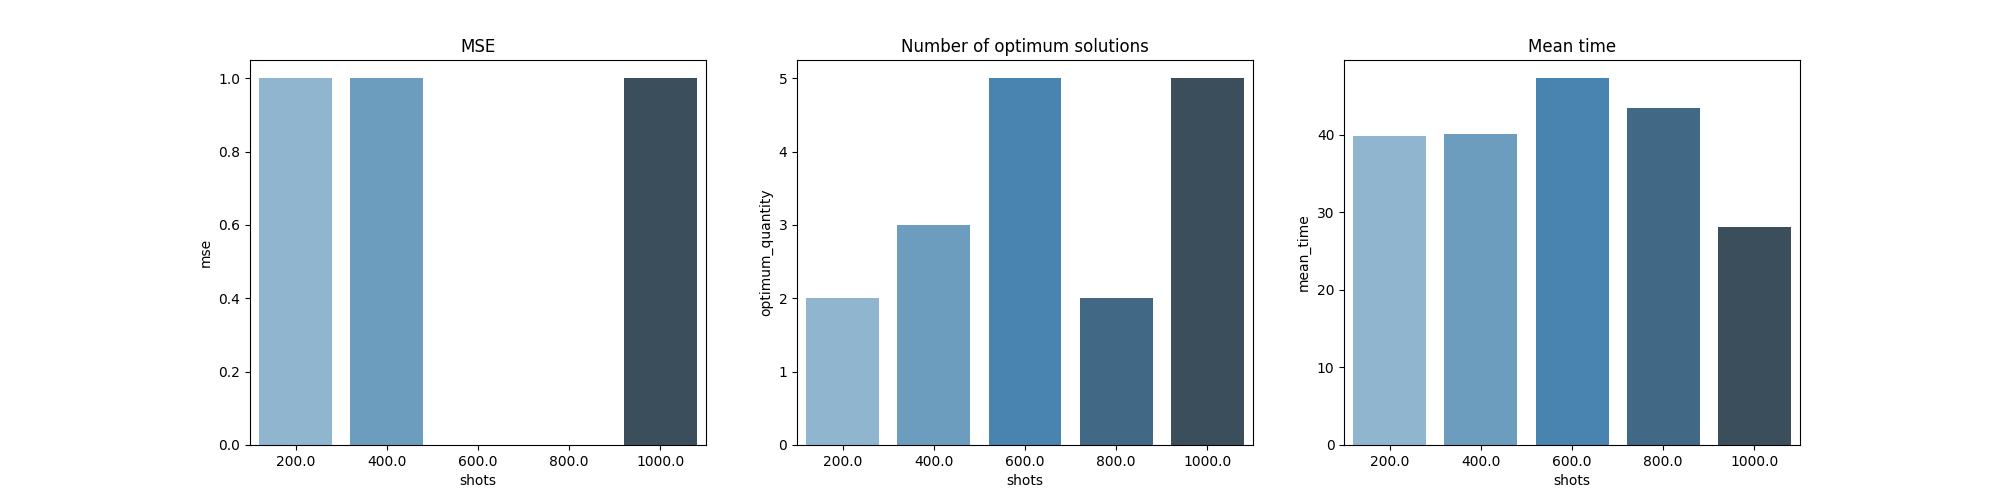 MSE
1.0
0.8
0.6
0.4
0.2
0.0
mse
200.0 400.0 600.0 800.0 1000.0
shots
Number of optimum solutions
5
4
3
2
1
0
optimum_quantity
200.0 400.0 600.0 800.0 1000.0
shots
Mean time
40
30
20
10
0
mean_time
200.0 400.0 600.0 800.0 1000.0
shots